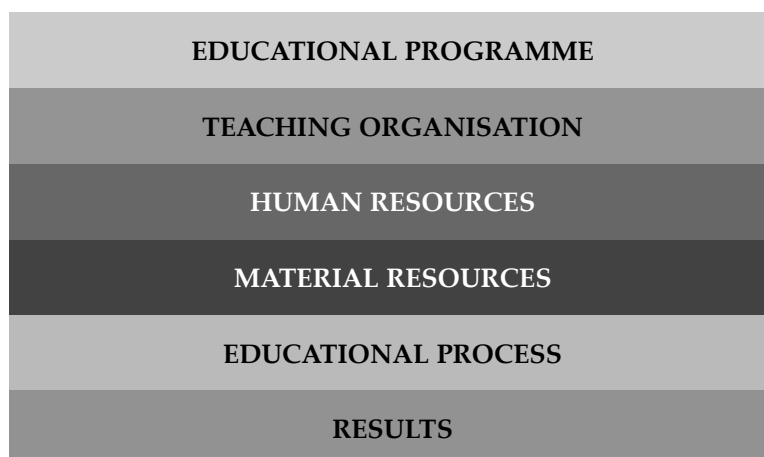 EDUCATIONAL PROGRAMME
TEACHING ORGANISATION
HUMAN RESOURCES
MATERIAL RESOURCES
EDUCATIONAL PROCESS
RESULTS